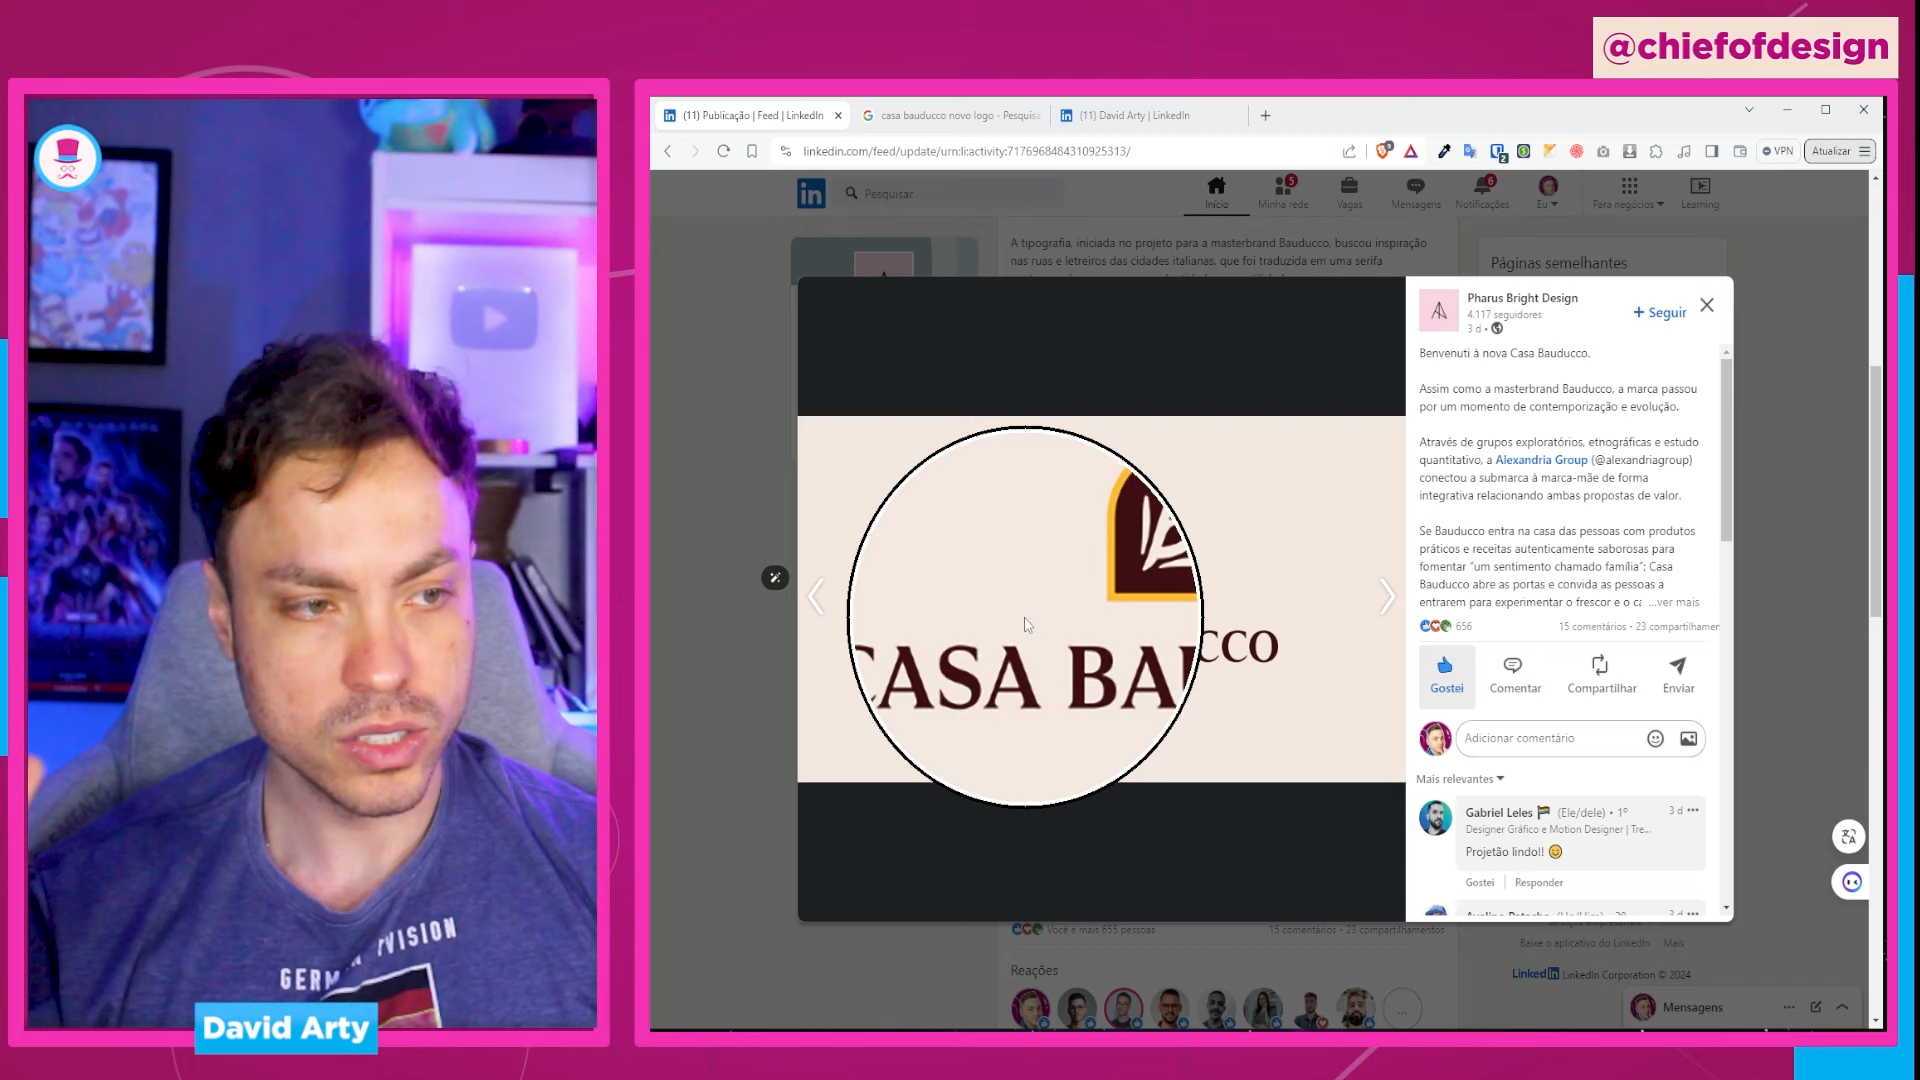 @chiefofdesign
(11) Publicação | Feed | LinkedIn
casa bauducco novo logo - Pesquisa
(11) David Arty | LinkedIn
linkedin.com/feed/update/urn:li:activity:7176968484310925313/
VPN
Atualizar
Pesquisar
Início
Minha rede
5
Vagas
Mensagens
Notificações
6
Eu
Para negócios
Learning
A tipografia, iniciada no projeto para a masterbrand Bauducco, buscou inspiração
nas ruas e letreiros das cidades italianas, que foi traduzida em uma serifa
Páginas semelhantes
CASA BAU
CCO
Pharus Bright Design
4.117 seguidores
3 d •
+ Seguir
Benvenuti à nova Casa Bauducco.
Assim como a masterbrand Bauducco, a marca passou
por um momento de contemporização e evolução.
Através de grupos exploratórios, etnográficas e estudo
quantitativo, a Alexandria Group (@alexandriagroup)
conectou a submarca à marca-mãe de forma
integrativa relacionando ambas propostas de valor.
Se Bauducco entra na casa das pessoas com produtos
práticos e receitas autenticamente saborosas para
fomentar "um sentimento chamado família"; Casa
Bauducco abre as portas e convida as pessoas a
entrarem para experimentar o frescor e o ca ...ver mais
656
15 comentários • 23 compartilhamer
Gostei
Comentar
Compartilhar
Enviar
Adicionar comentário
Mais relevantes
Gabriel Leles (Ele/dele) • 1º
3 d
Designer Gráfico e Motion Designer | Tre...
Projetão lindo!!
Gostei | Responder
Você e mais 655 pessoas
15 comentários • 23 compartilhamentos
Reações
Baixe o aplicativo do LinkedIn
Mais
LinkedIn LinkedIn Corporation © 2024
Mensagens
VISION
GERM
David Arty